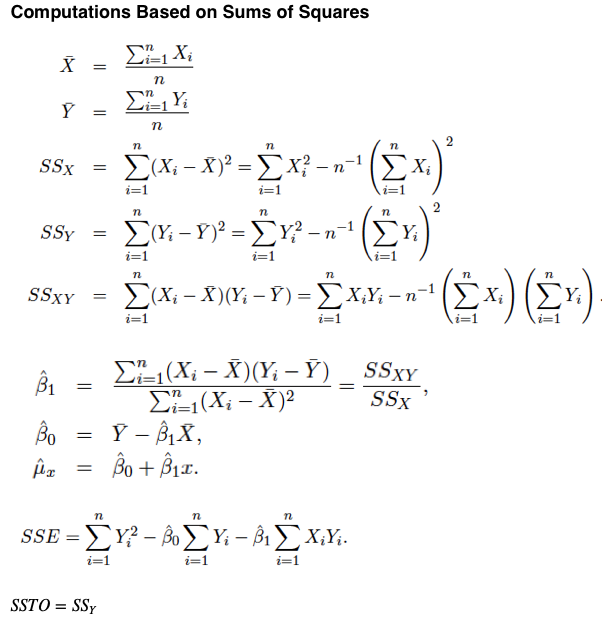 Computations Based on Sums of Squares
X̄ = ∑ⁿᵢ₌₁ Xᵢ / n
Ȳ = ∑ⁿᵢ₌₁ Yᵢ / n
SS_X = ∑ⁿᵢ₌₁ (Xᵢ − X̄)² = ∑ⁿᵢ₌₁ Xᵢ² − n⁻¹ (∑ⁿᵢ₌₁ Xᵢ)²
SS_Y = ∑ⁿᵢ₌₁ (Yᵢ − Ȳ)² = ∑ⁿᵢ₌₁ Yᵢ² − n⁻¹ (∑ⁿᵢ₌₁ Yᵢ)²
SS_XY = ∑ⁿᵢ₌₁ (Xᵢ − X̄)(Yᵢ − Ȳ) = ∑ⁿᵢ₌₁ XᵢYᵢ − n⁻¹ (∑ⁿᵢ₌₁ Xᵢ) (∑ⁿᵢ₌₁ Yᵢ).
β̂₁ = ∑ⁿᵢ₌₁ (Xᵢ − X̄)(Yᵢ − Ȳ) / ∑ⁿᵢ₌₁ (Xᵢ − X̄)² = SS_XY / SS_X,
β̂₀ = Ȳ − β̂₁X̄,
μ̂ₓ = β̂₀ + β̂₁x.
SSE = ∑ⁿᵢ₌₁ Yᵢ² − β̂₀ ∑ⁿᵢ₌₁ Yᵢ − β̂₁ ∑ⁿᵢ₌₁ XᵢYᵢ.
SSTO = SS_Y